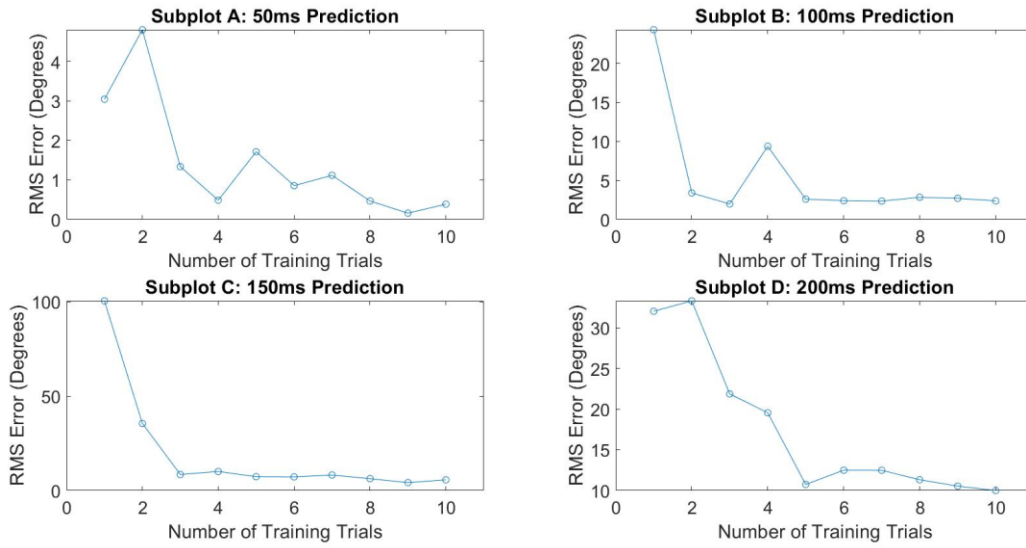 Subplot A: 50ms Prediction
RMS Error (Degrees)
4
3
2
1
0
0 2 4 6 8 10
Number of Training Trials
Subplot B: 100ms Prediction
RMS Error (Degrees)
20
15
10
5
0
0 2 4 6 8 10
Number of Training Trials
Subplot C: 150ms Prediction
RMS Error (Degrees)
100
50
0
0 2 4 6 8 10
Number of Training Trials
Subplot D: 200ms Prediction
RMS Error (Degrees)
30
25
20
15
10
0 2 4 6 8 10
Number of Training Trials